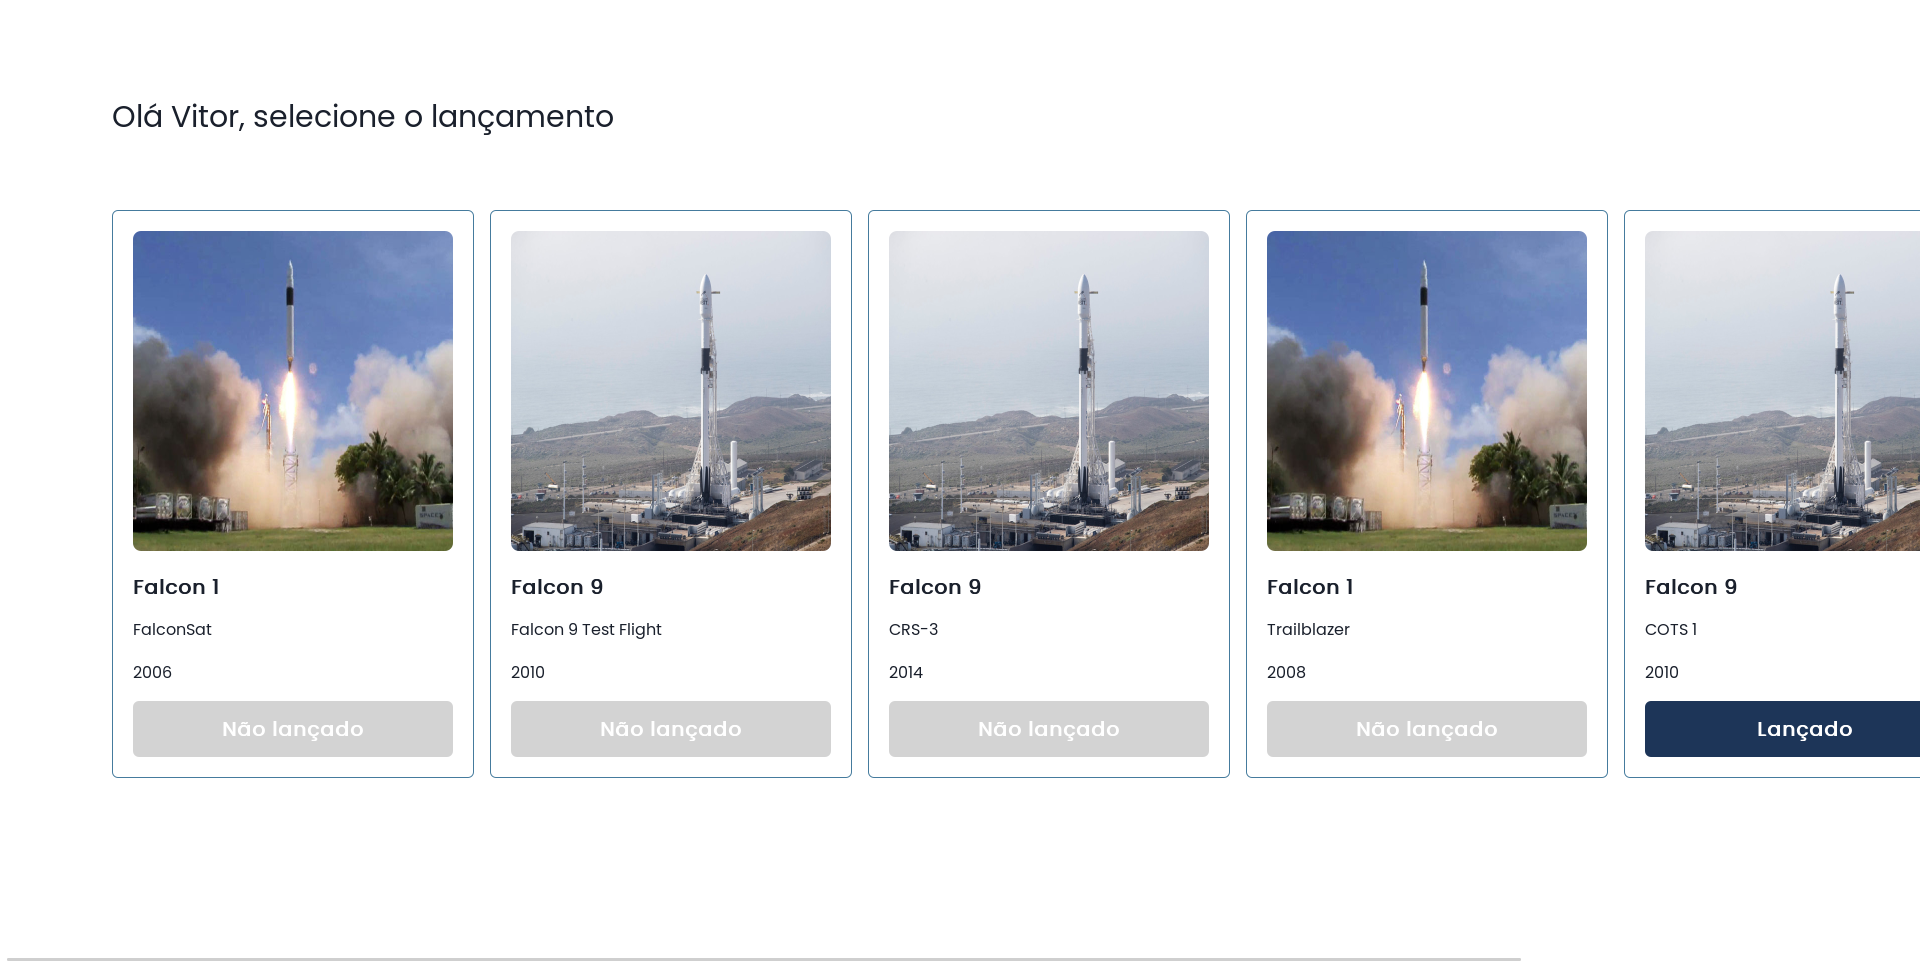 Olá Vitor, selecione o lançamento
Falcon 1
FalconSat
2006
Não lançado
Falcon 9
Falcon 9 Test Flight
2010
Não lançado
Falcon 9
CRS-3
2014
Não lançado
Falcon 1
Trailblazer
2008
Não lançado
Falcon 9
COTS 1
2010
Lançado